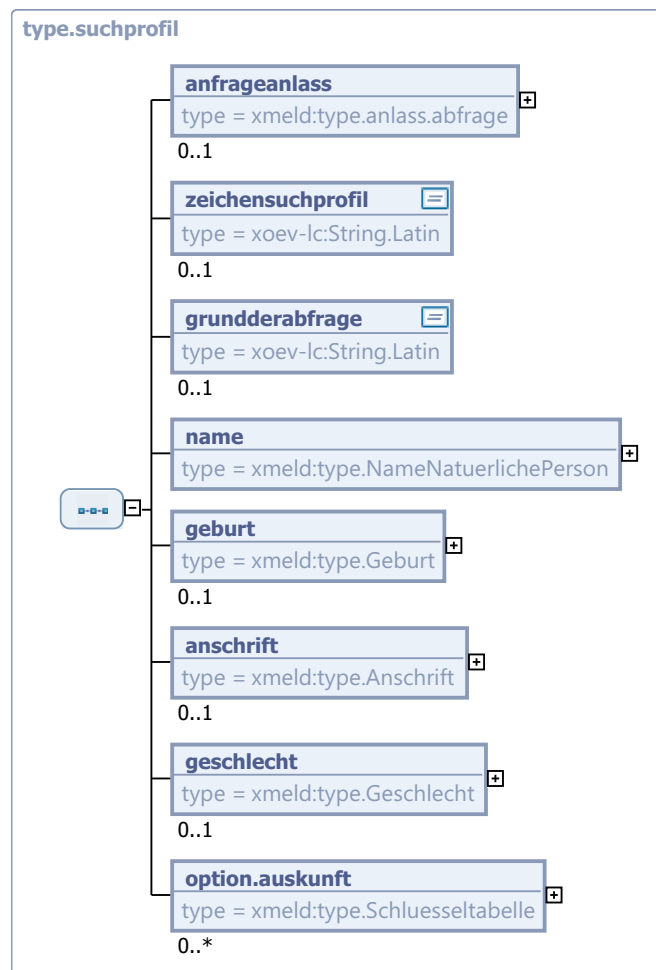 type.suchprofil
anfrageanlass
type = xmeld:type.anlass.abfrage
0..1
zeichensuchprofil
type = xoev-lc:String.Latin
0..1
grundderabfrage
type = xoev-lc:String.Latin
0..1
name
type = xmeld:type.NameNatuerlichePerson
geburt
type = xmeld:type.Geburt
0..1
anschrift
type = xmeld:type.Anschrift
0..1
geschlecht
type = xmeld:type.Geschlecht
0..1
option.auskunft
type = xmeld:type.Schluesseltabelle
0..*